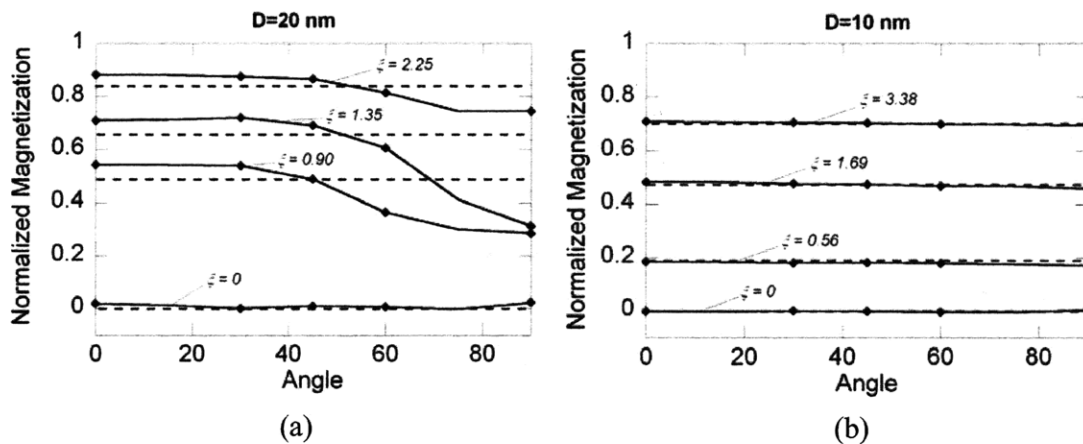 D=20 nm
Normalized Magnetization
1
0.8
0.6
0.4
0.2
0
ξ = 2.25
ξ = 1.35
ξ = 0.90
ξ = 0
0 20 40 60 80
Angle
(a)
D=10 nm
Normalized Magnetization
1
0.8
0.6
0.4
0.2
0
ξ = 3.38
ξ = 1.69
ξ = 0.56
ξ = 0
0 20 40 60 80
Angle
(b)